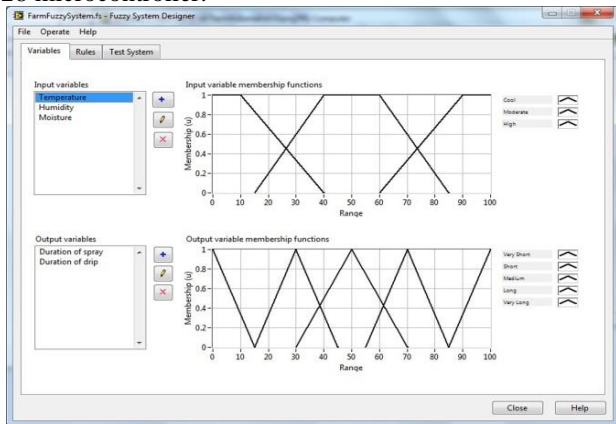 28 microcontroller.
FarmFuzzySystem.fs - Fuzzy System Designer
File Operate Help
Variables Rules Test System
Input variables
Temperature
Humidity
Moisture
Input variable membership functions
Membership (u)
1
0.8
0.6
0.4
0.2
0
0 10 20 30 40 50 60 70 80 90 100
Range
Cool
Moderate
High
Output variables
Duration of spray
Duration of drip
Output variable membership functions
Membership (u)
1
0.8
0.6
0.4
0.2
0
0 10 20 30 40 50 60 70 80 90 100
Range
Very Short
Short
Medium
Long
Very Long
Close Help